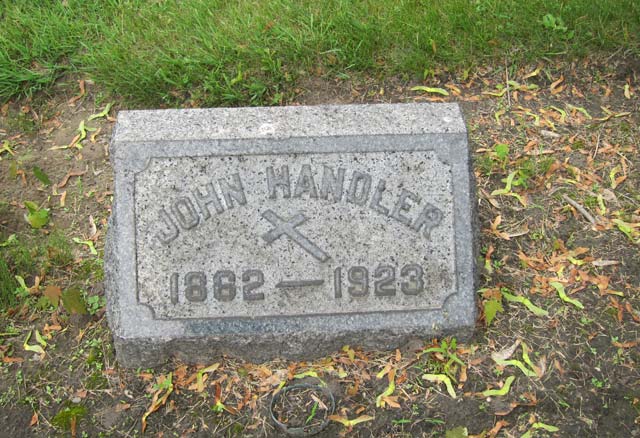 JOHN HANDLER
1862 — 1923